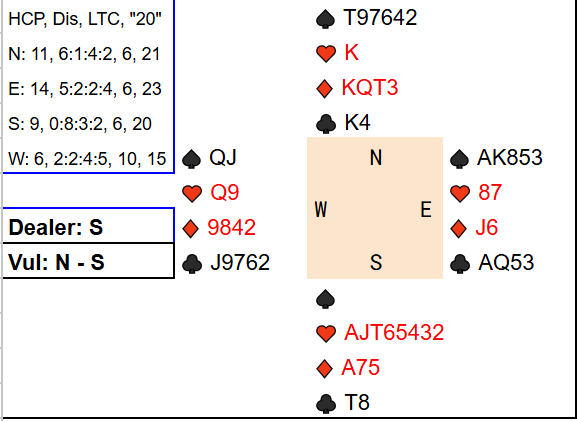 HCP, Dis, LTC, "20"
N: 11, 6:1:4:2, 6, 21
E: 14, 5:2:2:4, 6, 23
S: 9, 0:8:3:2, 6, 20
W: 6, 2:2:4:5, 10, 15
Dealer: S
Vul: N - S
♠ T97642
♥ K
♦ KQT3
♣ K4
♠ QJ
♥ Q9
♦ 9842
♣ J9762
N
W E
S
♠ AK853
♥ 87
♦ J6
♣ AQ53
♠
♥ AJT65432
♦ A75
♣ T8